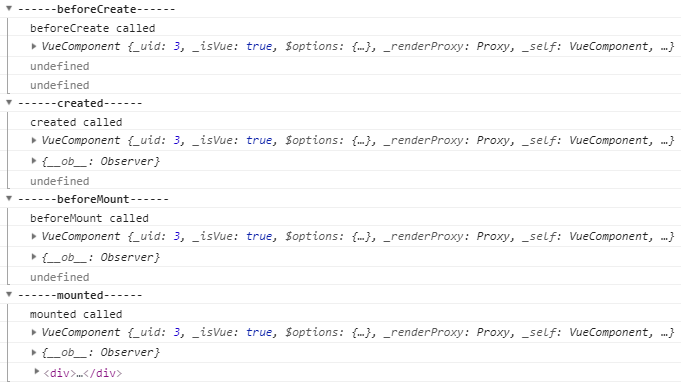 ------beforeCreate------
beforeCreate called
VueComponent {_uid: 3, _isVue: true, $options: {…}, _renderProxy: Proxy, _self: VueComponent, …}
undefined
undefined
------created------
created called
VueComponent {_uid: 3, _isVue: true, $options: {…}, _renderProxy: Proxy, _self: VueComponent, …}
{__ob__: Observer}
undefined
------beforeMount------
beforeMount called
VueComponent {_uid: 3, _isVue: true, $options: {…}, _renderProxy: Proxy, _self: VueComponent, …}
{__ob__: Observer}
undefined
------mounted------
mounted called
VueComponent {_uid: 3, _isVue: true, $options: {…}, _renderProxy: Proxy, _self: VueComponent, …}
{__ob__: Observer}
<div>…</div>